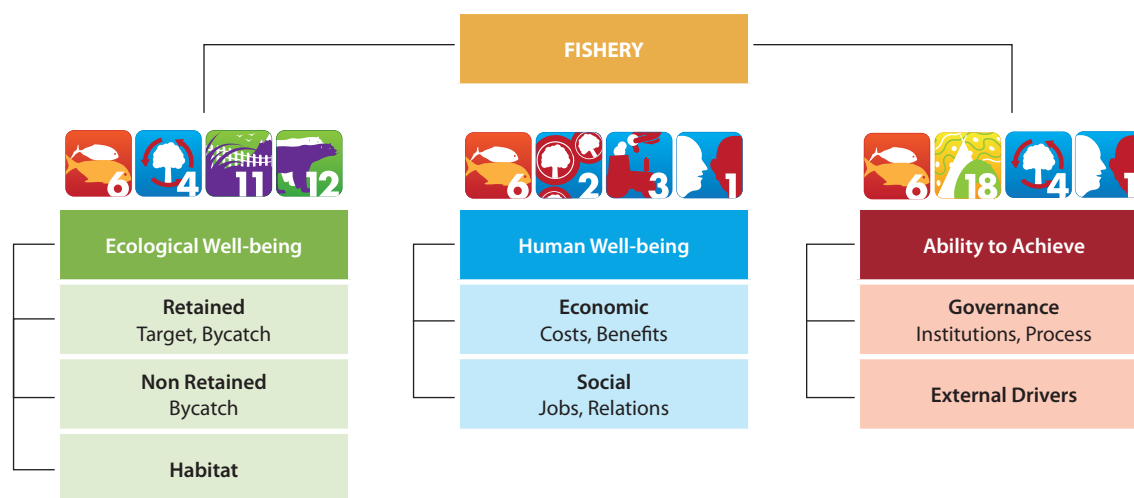 FISHERY
6 4 11 12
6 2 3 1
6 18 4 1
Ecological Well-being
Human Well-being
Ability to Achieve
Retained
Target, Bycatch
Economic
Costs, Benefits
Governance
Institutions, Process
Non Retained
Bycatch
Social
Jobs, Relations
External Drivers
Habitat